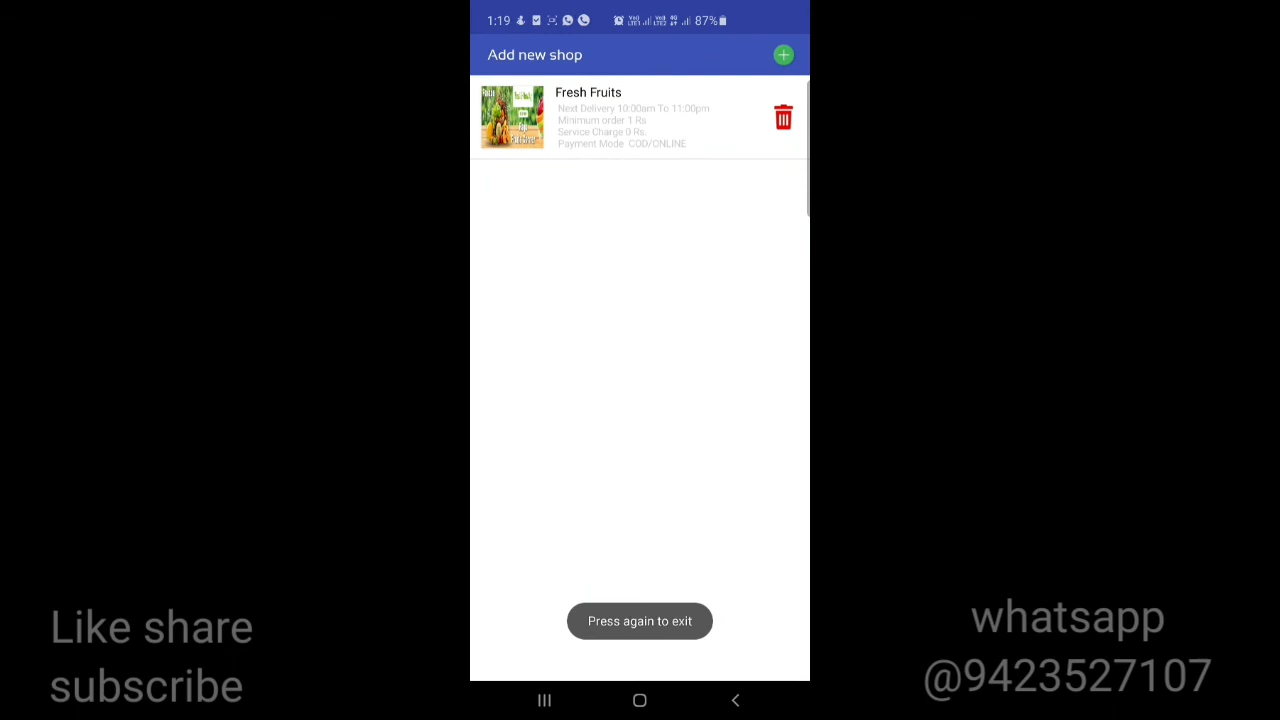 1:19
87%
Add new shop
Fresh Fruits
Next Delivery 10:00am To 11:00pm
Minimum order 1 Rs
Service Charge 0 Rs.
Payment Mode COD/ONLINE
Press again to exit
Like share
subscribe
whatsapp
@9423527107